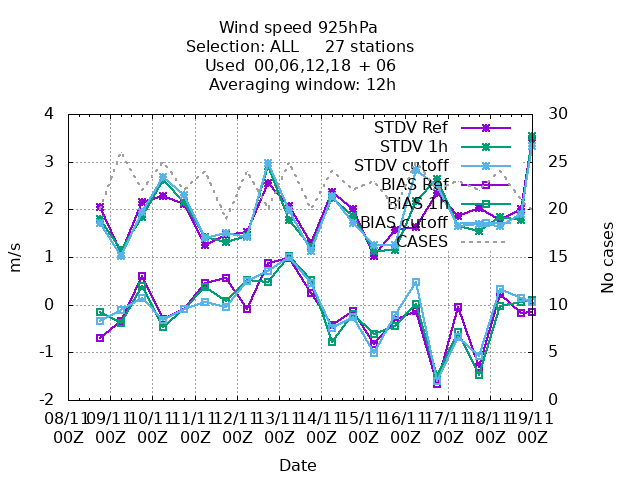 Wind speed 925hPa
Selection: ALL 27 stations
Used 00,06,12,18 + 06
Averaging window: 12h
4
3
2
1
0
-1
-2
m/s
30
25
20
15
10
5
0
No cases
STDV Ref
STDV 1h
STDV cutoff
BIAS Ref
BIAS 1h
BIAS cutoff
CASES
08/11 09/11 10/11 11/11 12/11 13/11 14/11 15/11 16/11 17/11 18/11 19/11
00Z 00Z 00Z 00Z 00Z 00Z 00Z 00Z 00Z 00Z 00Z 00Z
Date